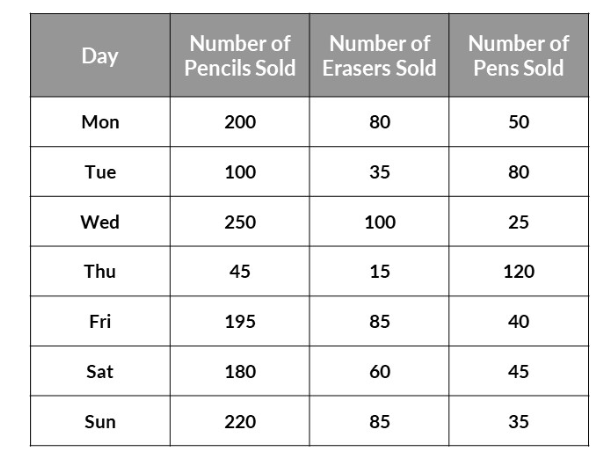 Day Number of Pencils Sold Number of Erasers Sold Number of Pens Sold
Mon 200 80 50
Tue 100 35 80
Wed 250 100 25
Thu 45 15 120
Fri 195 85 40
Sat 180 60 45
Sun 220 85 35